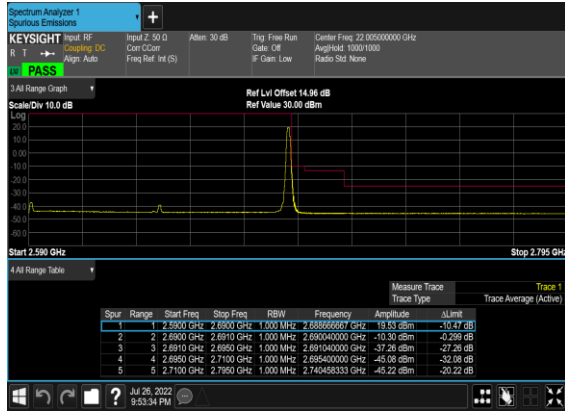 Spectrum Analyzer 1
Spurious Emissions
+
KEYSIGHT Input: RF Input Z: 50 Ω Atten: 30 dB Trig: Free Run Center Freq: 22.005000000 GHz
R T Coupling: DC Corr CCorr Gate: Off Avg|Hold: 1000/1000
Align: Auto Freq Ref: Int (S) IF Gain: Low Radio Std: None
PASS
3 All Range Graph
Ref Lvl Offset 14.96 dB
Scale/Div 10.0 dB Ref Value 30.00 dBm
Log
20.0
10.0
0.00
-10.0
-20.0
-30.0
-40.0
-50.0
-60.0
Start 2.590 GHz Stop 2.795 GHz
4 All Range Table
Measure Trace Trace 1
Trace Type Trace Average (Active)
Spur Range Start Freq Stop Freq RBW Frequency Amplitude ΔLimit
1 1 2.5900 GHz 2.6900 GHz 1.000 MHz 2.688666667 GHz 19.53 dBm -10.47 dB
2 2 2.6900 GHz 2.6910 GHz 1.000 MHz 2.690040000 GHz -10.30 dBm -0.299 dB
3 3 2.6910 GHz 2.6950 GHz 1.000 MHz 2.691040000 GHz -37.26 dBm -27.26 dB
4 4 2.6950 GHz 2.7100 GHz 1.000 MHz 2.695400000 GHz -45.08 dBm -32.08 dB
5 5 2.7100 GHz 2.7950 GHz 1.000 MHz 2.740458333 GHz -45.22 dBm -20.22 dB
? Jul 26, 2022
9:53:34 PM